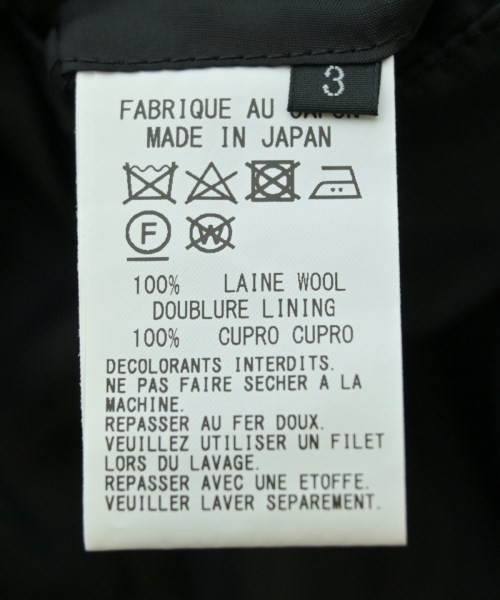 3
FABRIQUE AU JAPON
MADE IN JAPAN
F
W
100% LAINE WOOL
DOUBLURE LINING
100% CUPRO CUPRO
DECOLORANTS INTERDITS.
NE PAS FAIRE SECHER A LA
MACHINE.
REPASSER AU FER DOUX.
VEUILLEZ UTILISER UN FILET
LORS DU LAVAGE.
REPASSER AVEC UNE ETOFFE.
VEUILLER LAVER SEPAREMENT.